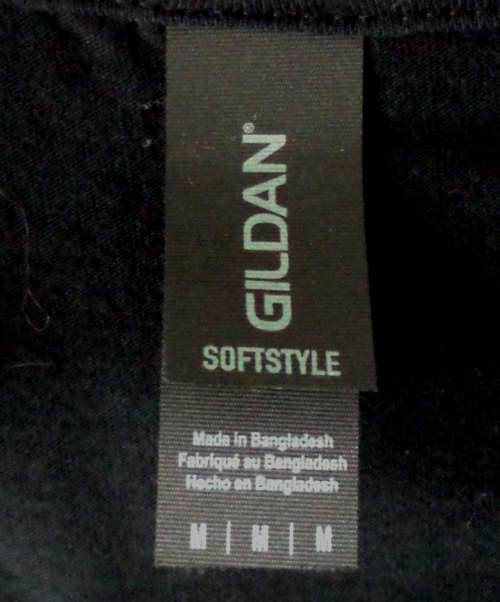 GILDAN®
SOFTSTYLE
Made in Bangladesh
Fabriqué au Bangladesh
Hecho en Bangladesh
M | M | M